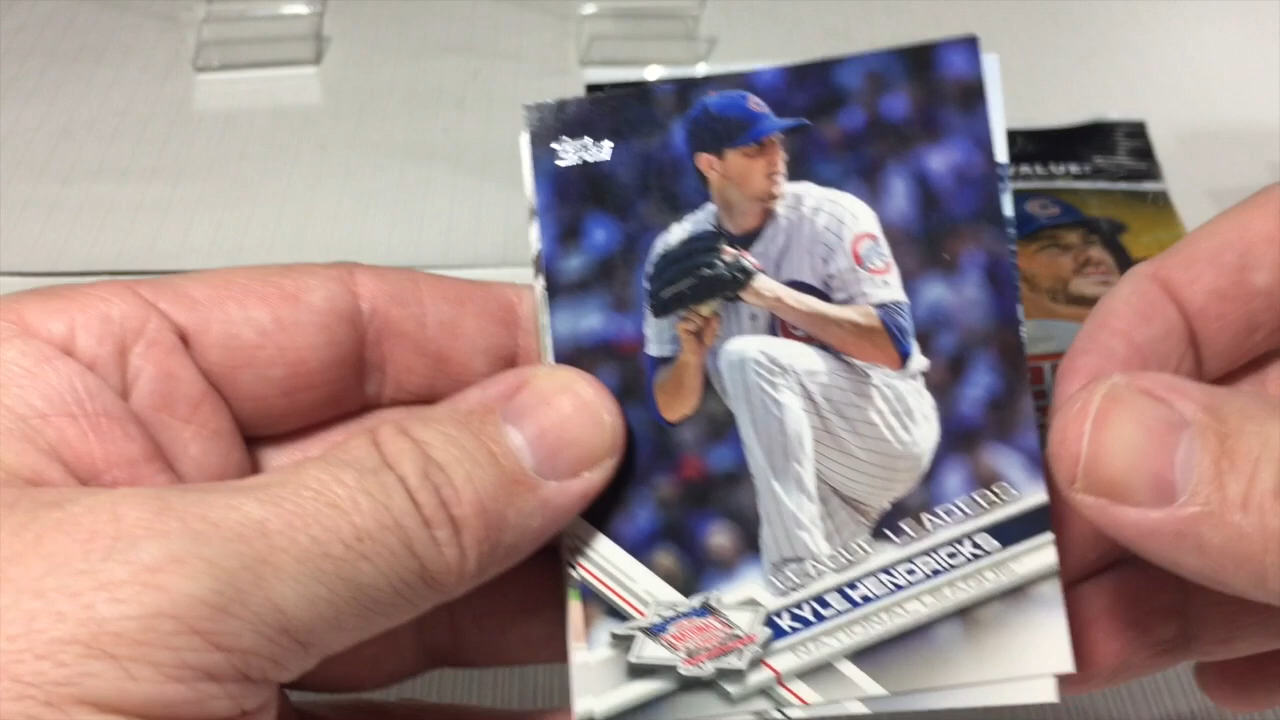 VALUE!
C
C
LEAGUE LEADERS
KYLE HENDRICKS
NATIONAL LEAGUE